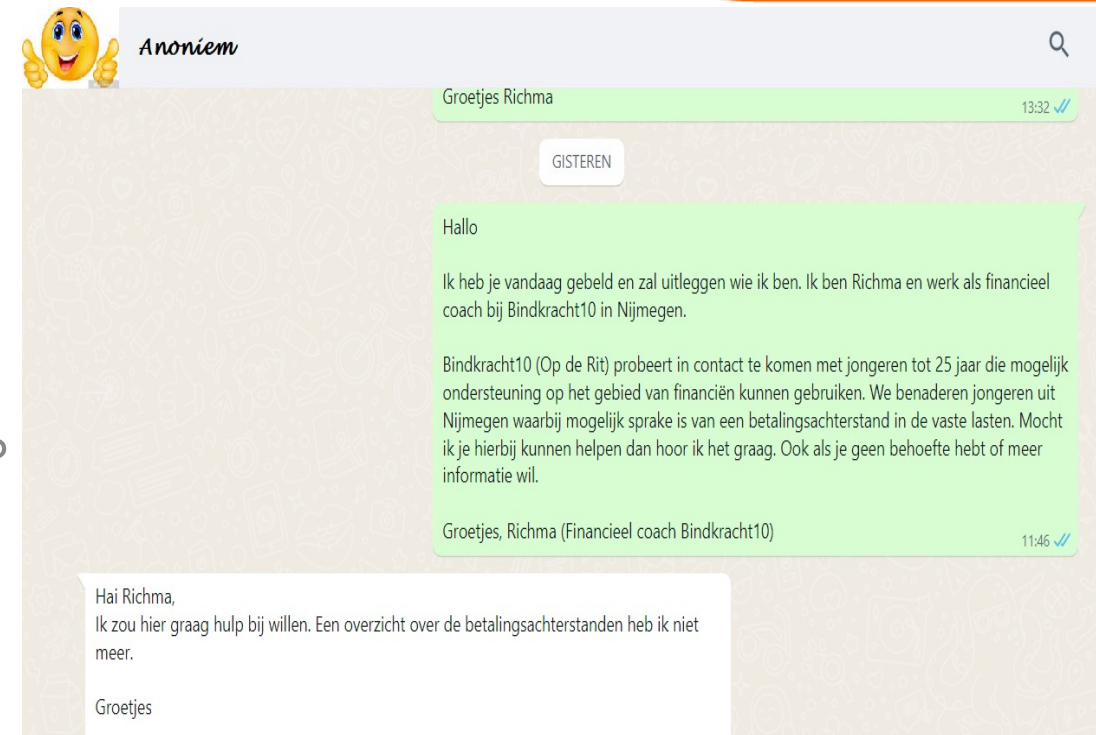 Anoniem
Groetjes Richma
13:32
GISTEREN
Hallo
Ik heb je vandaag gebeld en zal uitleggen wie ik ben. Ik ben Richma en werk als financieel
coach bij Bindkracht10 in Nijmegen.
Bindkracht10 (Op de Rit) probeert in contact te komen met jongeren tot 25 jaar die mogelijk
ondersteuning op het gebied van financiën kunnen gebruiken. We benaderen jongeren uit
Nijmegen waarbij mogelijk sprake is van een betalingsachterstand in de vaste lasten. Mocht
ik je hierbij kunnen helpen dan hoor ik het graag. Ook als je geen behoefte hebt of meer
informatie wil.
Groetjes, Richma (Financieel coach Bindkracht10)
11:46
Hai Richma,
Ik zou hier graag hulp bij willen. Een overzicht over de betalingsachterstanden heb ik niet
meer.
Groetjes